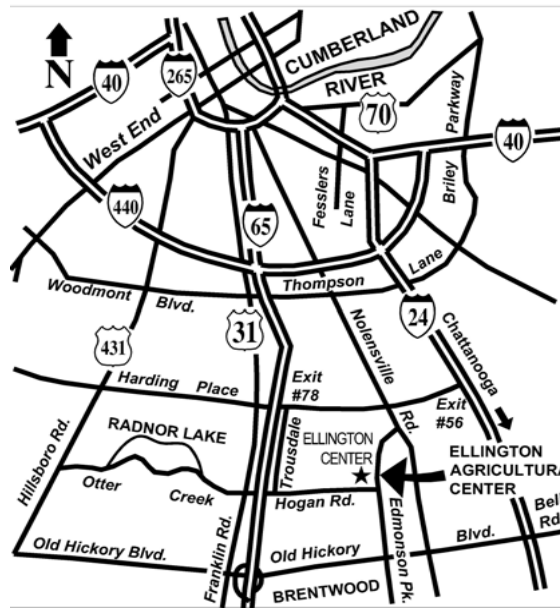 N
40
265
CUMBERLAND
RIVER
70
West End
Fesslers
Lane
Briley Parkway
40
440
65
Thompson Lane
Woodmont Blvd.
31
24
Chattanooga
431
Nolensville Rd.
Harding Place
Exit
#78
Exit
#56
Hillsboro Rd.
RADNOR LAKE
Trousdale
ELLINGTON
CENTER
ELLINGTON
AGRICULTURA
CENTER
Otter Creek
Hogan Rd.
Franklin Rd.
Edmonson Pk.
Bel
Rd
Old Hickory Blvd.
Old Hickory Blvd.
BRENTWOOD